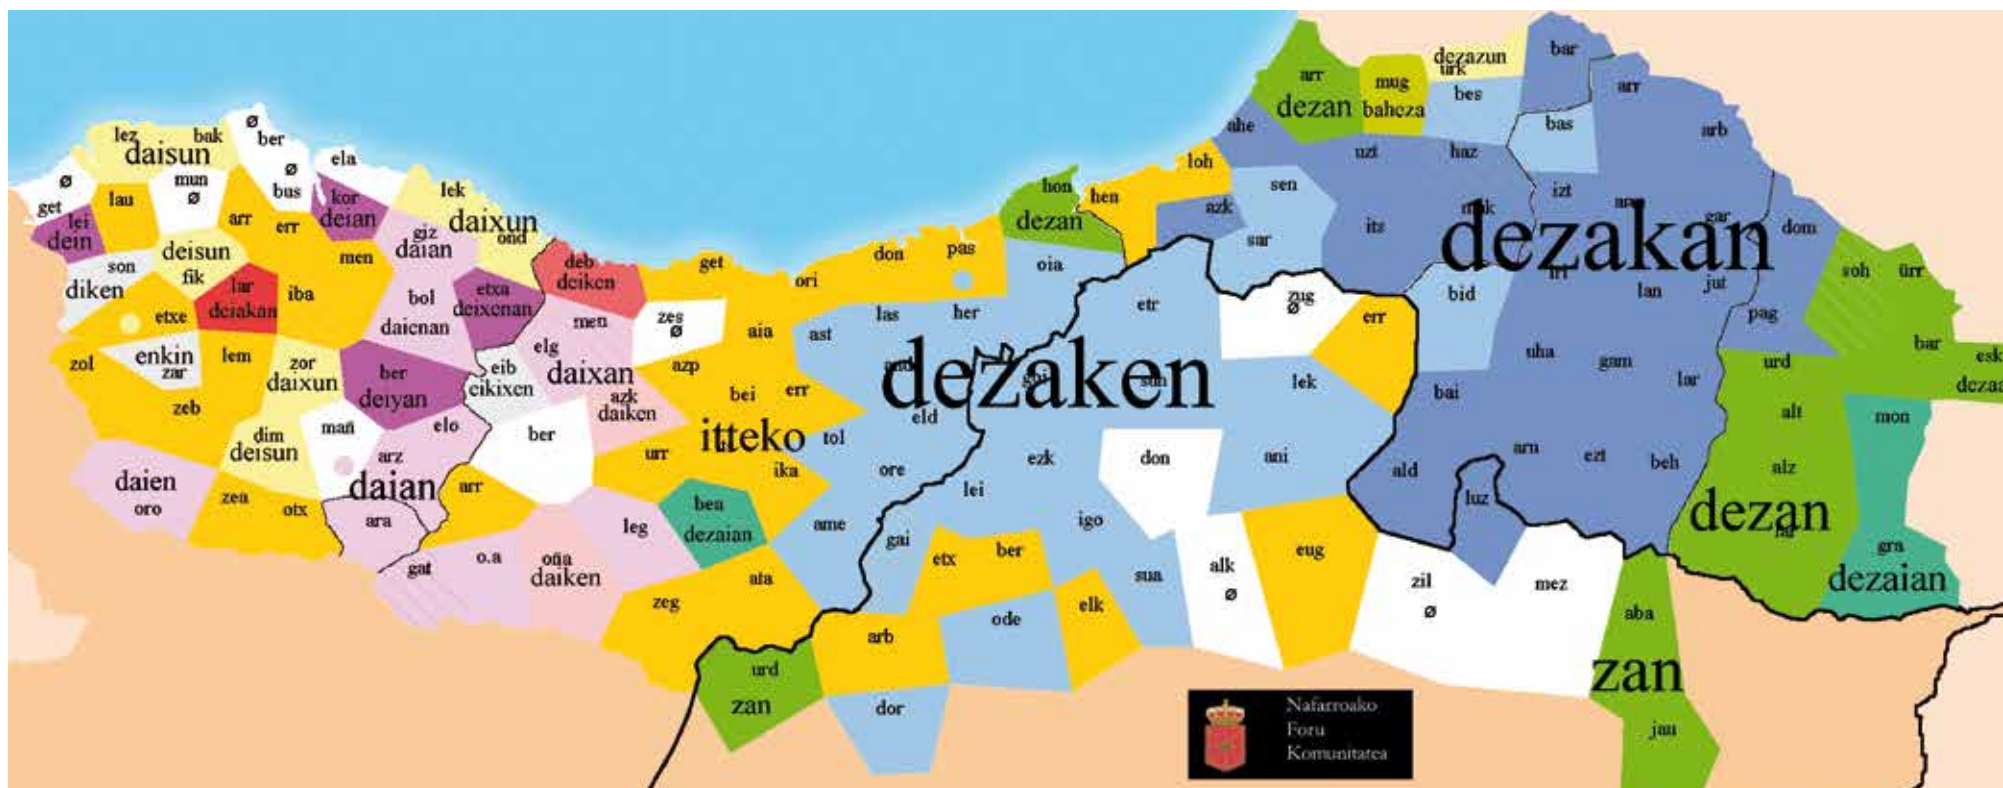 lez
bak
ø
ber
daisun
ø
get
mun
ø
ø
bus
ela
lau
kor
deian
lek
lei
dein
arr
err
giz
daian
daixun
ond
deisun
fik
son
diken
men
lar
iba
bol
etxa
deixenan
deb
deiken
etxe
men
zes
ø
get
ori
don
pas
hon
dezan
oia
hen
loh
azk
ahe
arr
dezan
mug
dezazun
urk
bes
bar
arr
bas
arb
uzt
haz
sen
its
sar
izt
gar
dom
dezakan
zol
enkin
zar
lem
zor
daixun
ber
deiyan
eib
elg
daixan
azk
daiken
azp
aia
ast
las
her
bei
err
etr
zug
ø
err
bid
lan
jut
pag
soh
ürr
bar
esk
urd
dezaken
eld
lek
uha
gam
lar
bai
alt
mon
zeb
dim
deisun
mañ
elo
arz
daian
ber
urr
itteko
ika
tol
ore
ezk
don
ani
ald
arn
ezt
beh
alz
dezan
daien
oro
zea
otx
ara
arr
leg
bea
dezaian
ame
lei
gai
igo
luz
gra
dezaian
gat
o.a
oña
daiken
ata
zeg
etx
ber
sua
alk
ø
eug
zil
ø
mez
aba
arb
ode
elk
urd
zan
dor
zan
jau
Nafarroako
Foru
Komunitatea